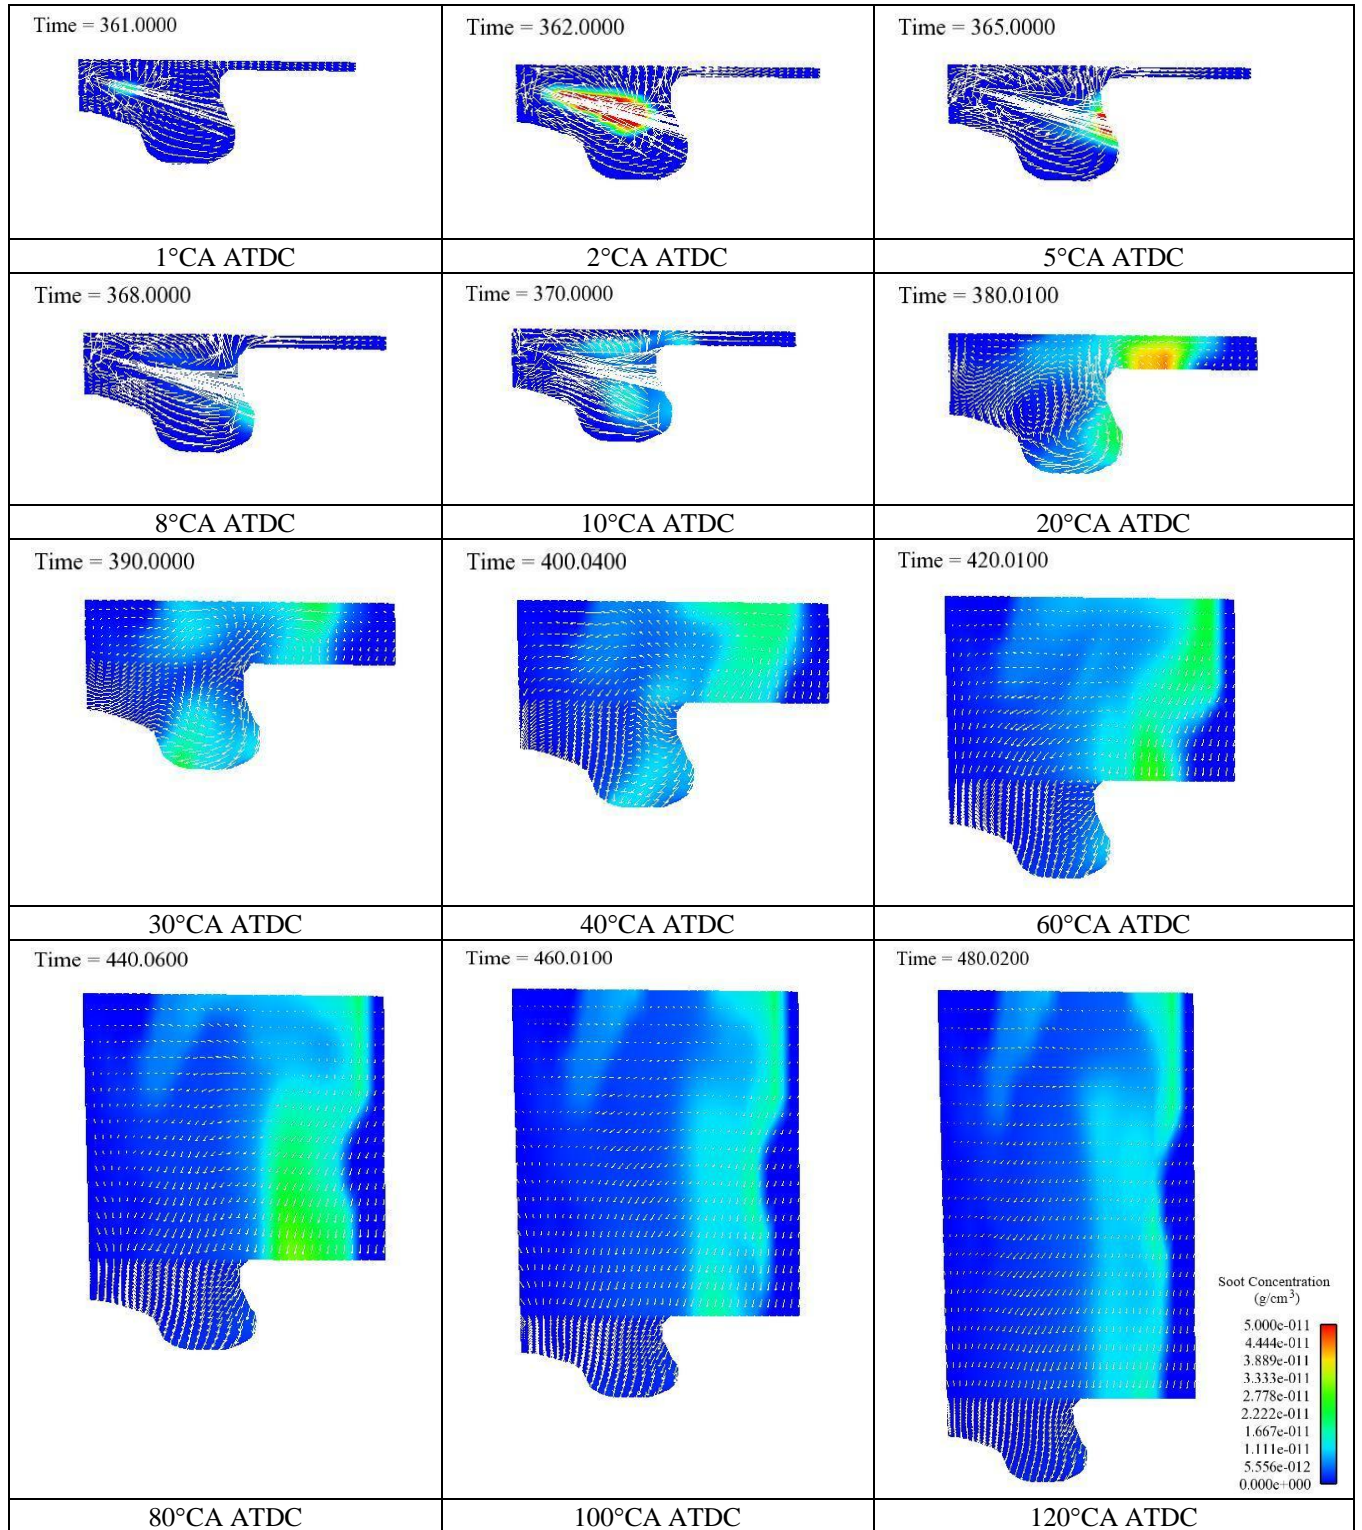 Time = 361.0000
Time = 362.0000
Time = 365.0000
1°CA ATDC
2°CA ATDC
5°CA ATDC
Time = 368.0000
Time = 370.0000
Time = 380.0100
8°CA ATDC
10°CA ATDC
20°CA ATDC
Time = 390.0000
Time = 400.0400
Time = 420.0100
30°CA ATDC
40°CA ATDC
60°CA ATDC
Time = 440.0600
Time = 460.0100
Time = 480.0200
Soot Concentration
(g/cm³)
5.000e-011
4.444e-011
3.889e-011
3.333e-011
2.778e-011
2.222e-011
1.667e-011
1.111e-011
5.556e-012
0.000e+000
80°CA ATDC
100°CA ATDC
120°CA ATDC